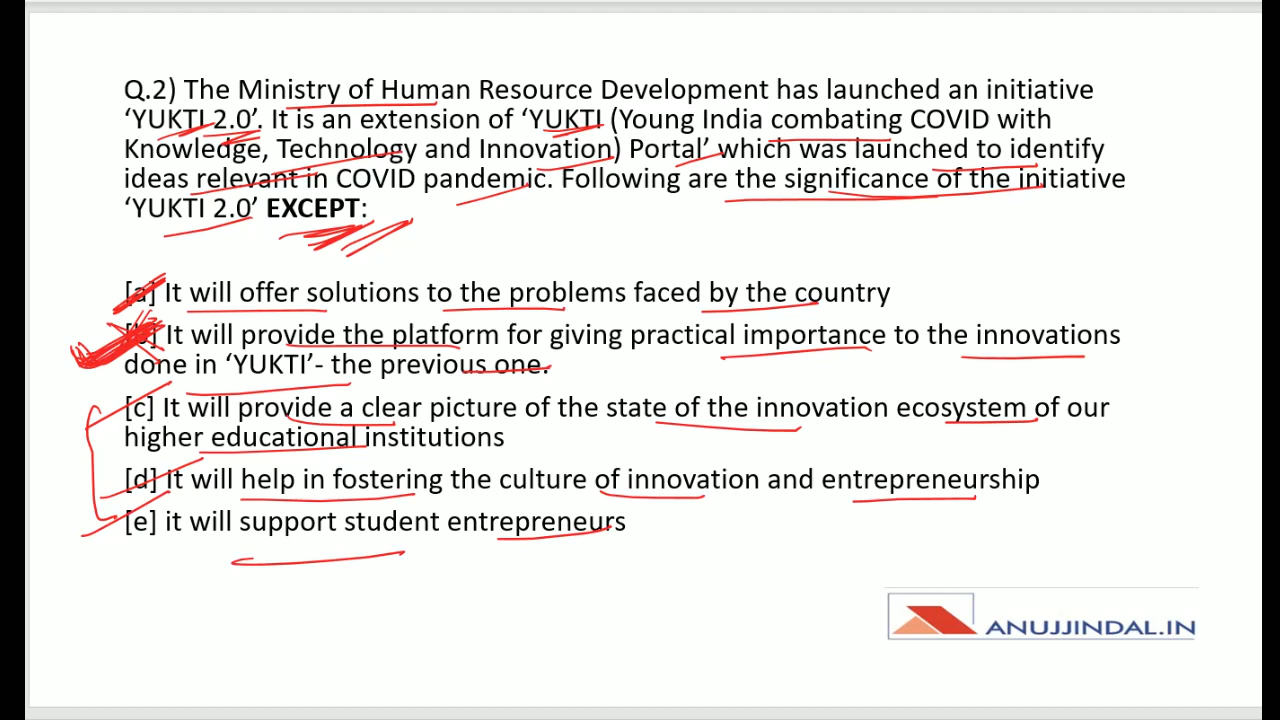 Q.2) The Ministry of Human Resource Development has launched an initiative
‘YUKTI 2.0’. It is an extension of ‘YUKTI (Young India combating COVID with
Knowledge, Technology and Innovation) Portal’ which was launched to identify
ideas relevant in COVID pandemic. Following are the significance of the initiative
‘YUKTI 2.0’ EXCEPT:
[a] It will offer solutions to the problems faced by the country
[b] It will provide the platform for giving practical importance to the innovations
done in ‘YUKTI’- the previous one.
[c] It will provide a clear picture of the state of the innovation ecosystem of our
higher educational institutions
[d] It will help in fostering the culture of innovation and entrepreneurship
[e] it will support student entrepreneurs
ANUJJINDAL.IN